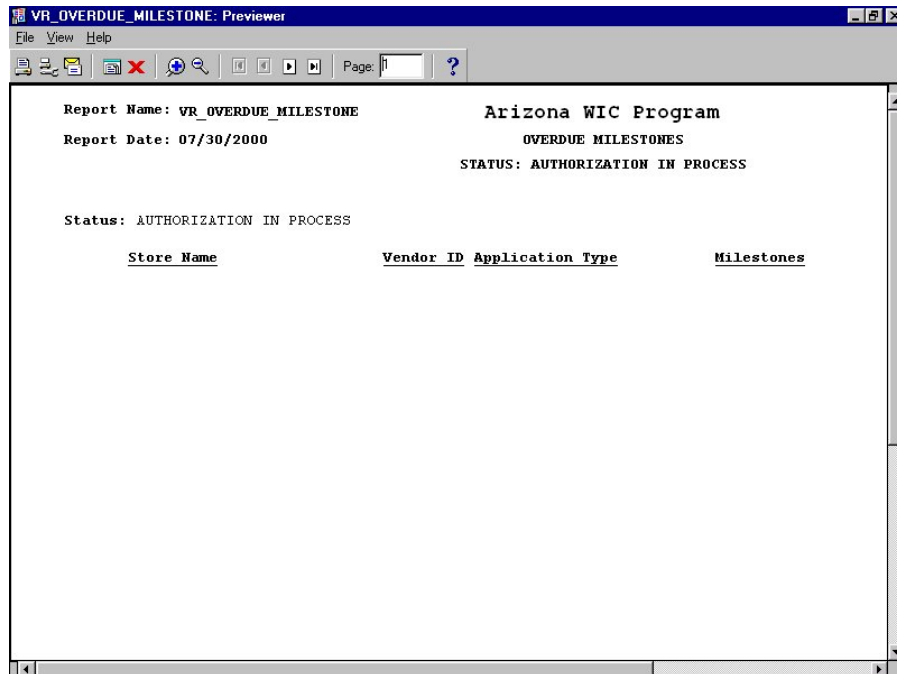 VR_OVERDUE_MILESTONE: Previewer
File View Help
Page: 1 ?
Report Name: VR_OVERDUE_MILESTONE Arizona WIC Program
Report Date: 07/30/2000 OVERDUE MILESTONES
STATUS: AUTHORIZATION IN PROCESS
Status: AUTHORIZATION IN PROCESS
Store Name Vendor ID Application Type Milestones